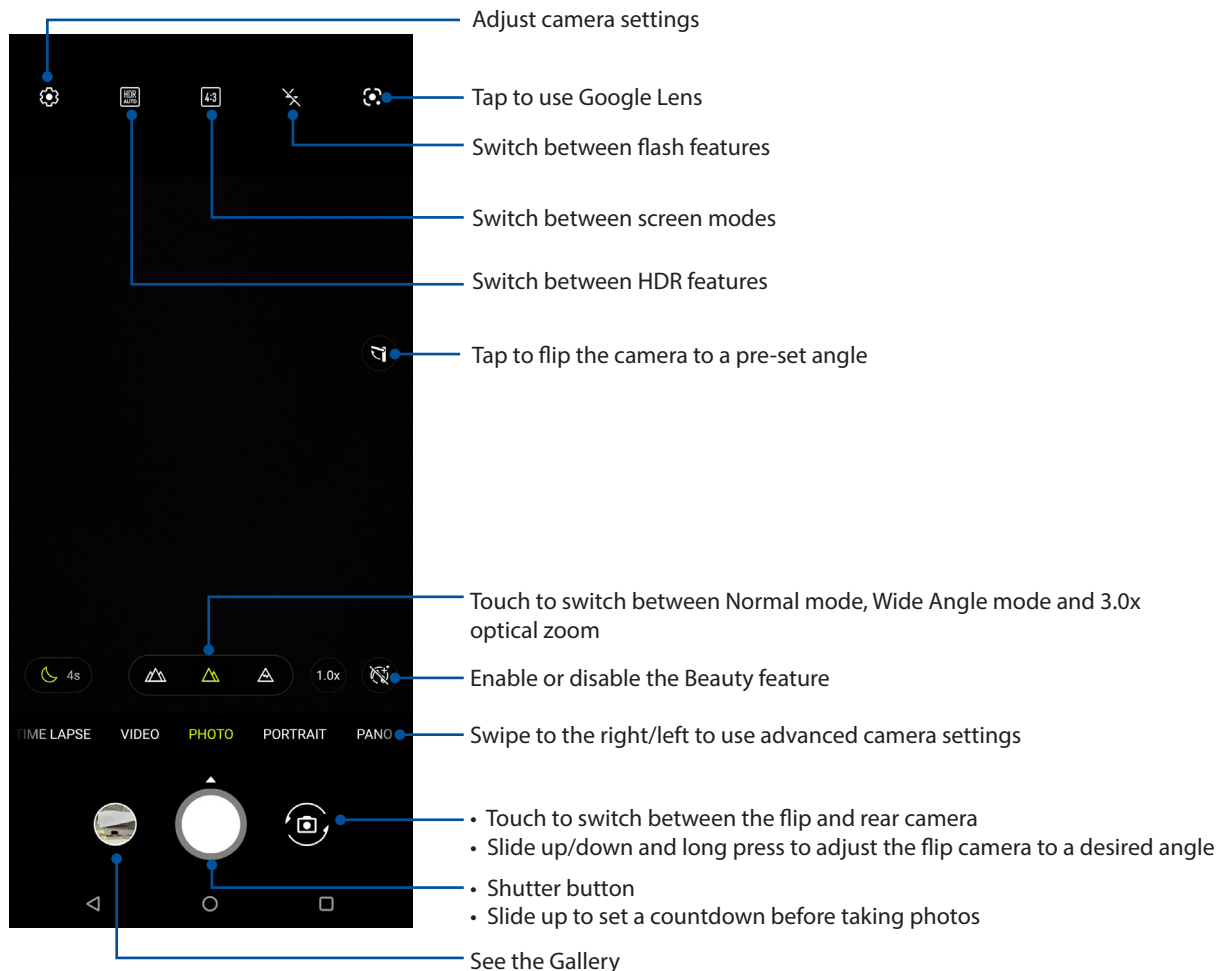 Adjust camera settings
HDR
AUTO
4:3
Tap to use Google Lens
Switch between flash features
Switch between screen modes
Switch between HDR features
Tap to flip the camera to a pre-set angle
Touch to switch between Normal mode, Wide Angle mode and 3.0x
optical zoom
4s
1.0x
Enable or disable the Beauty feature
TIME LAPSE VIDEO PHOTO PORTRAIT PANO
Swipe to the right/left to use advanced camera settings
• Touch to switch between the flip and rear camera
• Slide up/down and long press to adjust the flip camera to a desired angle
• Shutter button
• Slide up to set a countdown before taking photos
See the Gallery